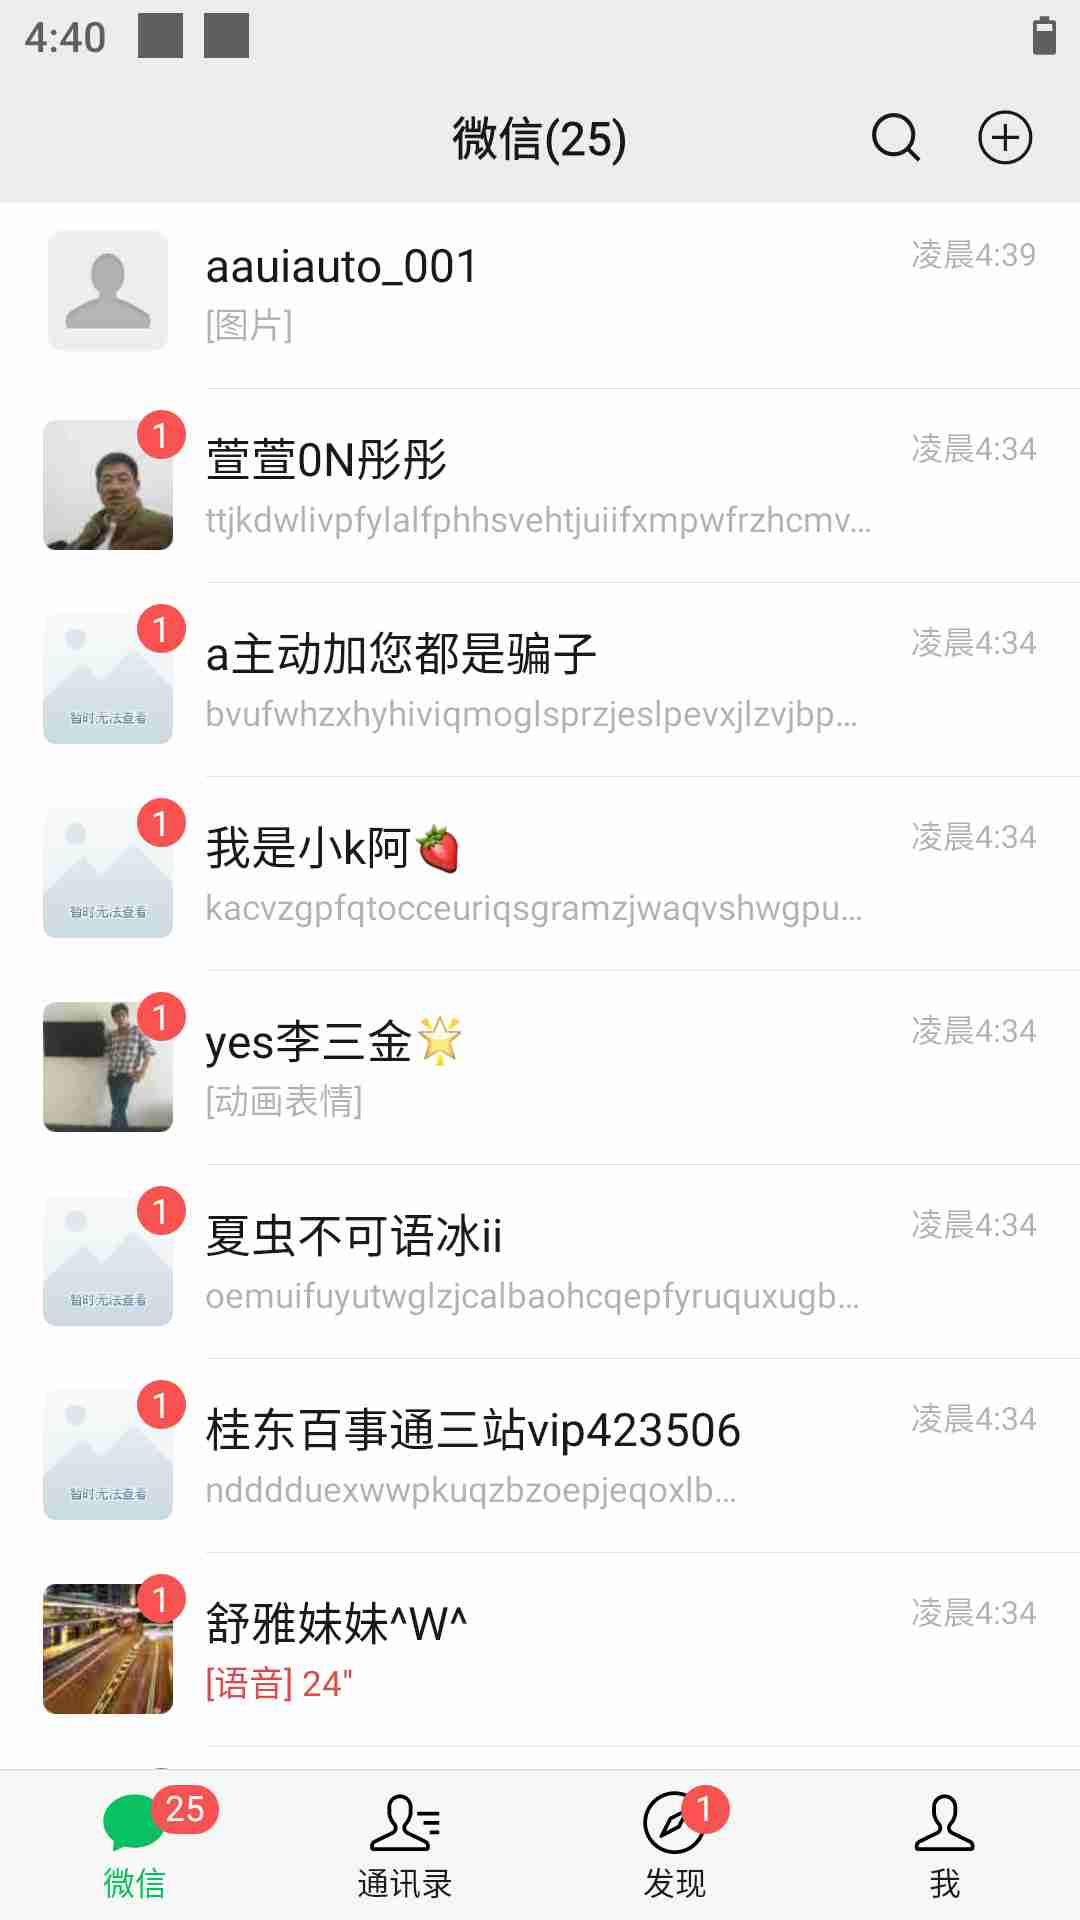 4:40
微信(25)
aauiauto_001
凌晨4:39
[图片]
1
萱萱0N彤彤
凌晨4:34
ttjkdwlivpfylalfphhsvehtjuiifxmpwfrzhcmv...
1
a主动加您都是骗子
凌晨4:34
bvufwhzxhyhiviqmoglsprzjeslpevxjlzvjbp...
暂时无法查看
1
我是小k阿🍓
凌晨4:34
kacvzgpfqtocceuriqsgramzjwaqvshwgpu...
暂时无法查看
1
yes李三金🌟
凌晨4:34
[动画表情]
1
夏虫不可语冰ii
凌晨4:34
oemuifuyutwglzjcalbaohcqepfyruquxugb...
暂时无法查看
1
桂东百事通三站vip423506
凌晨4:34
nddddduexwwpkuqzbzoepjeqoxlb...
暂时无法查看
1
舒雅妹妹^W^
凌晨4:34
[语音] 24"
25
1
微信
通讯录
发现
我